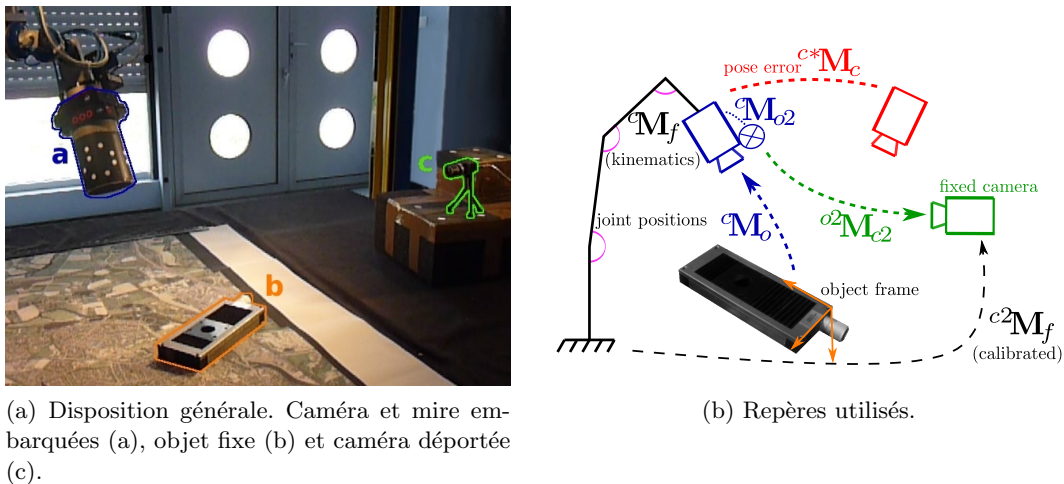 a
b
c
pose error c*Mc
cMo2
cMf
(kinematics)
fixed camera
joint positions
cMo
o2Mc2
object frame
c2Mf
(calibrated)
(a) Disposition générale. Caméra et mire em-
barquées (a), objet fixe (b) et caméra déportée
(c).
(b) Repères utilisés.